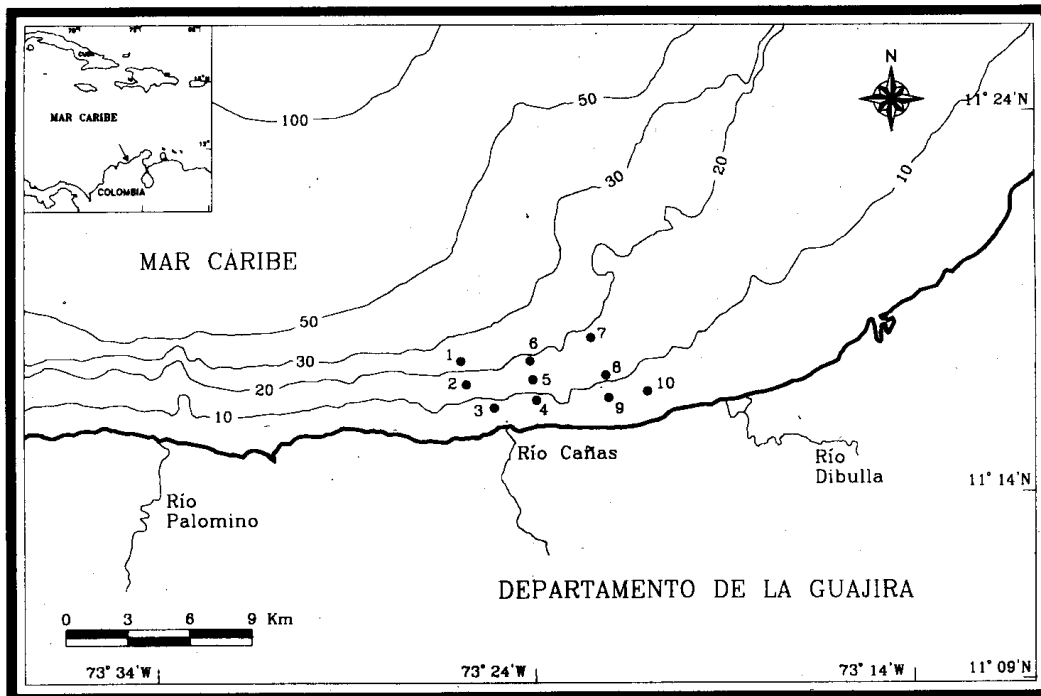 CUBA
MAR CARIBE
COLOMBIA
N
11° 24'N
100
50
30
20
10
MAR CARIBE
50
30
20
10
1
2
3
4
5
6
7
8
9
10
Río Cañas
Río
Dibulla
Río
Palomino
11° 14'N
DEPARTAMENTO DE LA GUAJIRA
0 3 6 9 Km
73° 34'W
73° 24'W
73° 14'W
11° 09'N